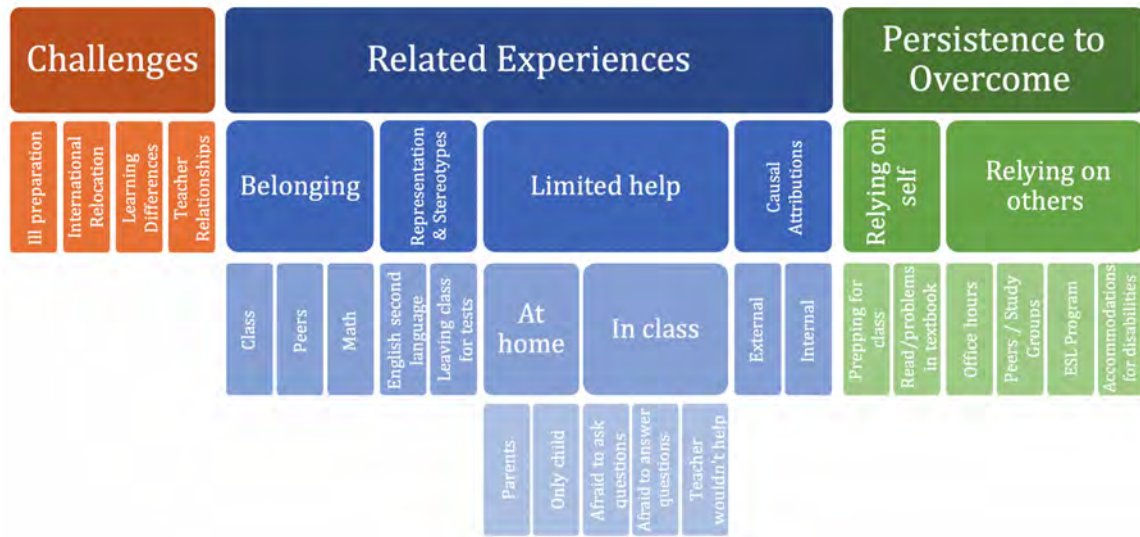 Challenges
Related Experiences
Persistence to
Overcome
Ill preparation
International
Relocation
Learning
Differences
Teacher
Relationships
Belonging
Representation
& Stereotypes
Limited help
Causal
Attributions
Relying on
self
Relying on
others
Class
Peers
Math
English second
language
Leaving class
for tests
At
home
In class
External
Internal
Prepping for
class
Read/problems
in textbook
Office hours
Peers / Study
Groups
ESL Program
Accommodations
for disabilities
Parents
Only child
Afraid to ask
questions
Afraid to answer
questions
Teacher
wouldn't help